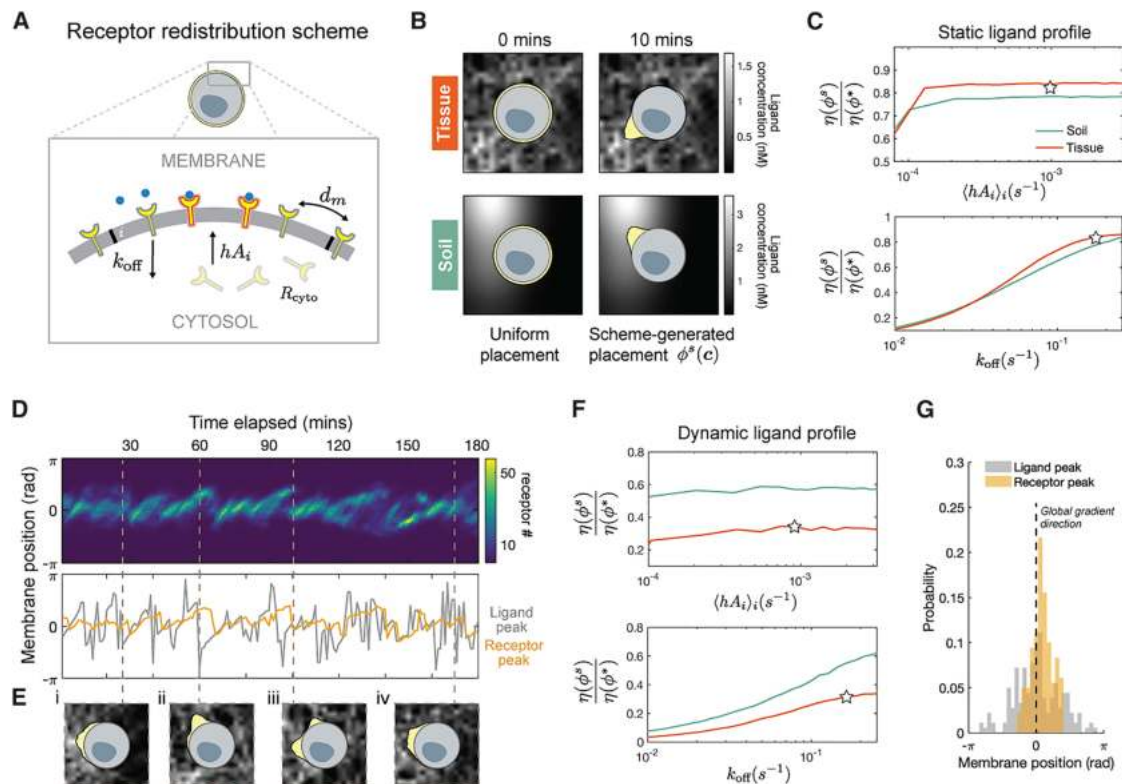 A
Receptor redistribution scheme
MEMBRANE
i
d_m
k_off
hA_i
R_cyto
CYTOSOL
B
0 mins
10 mins
Tissue
1.5
1
0.5
Ligand
concentration (nM)
Soil
3
2
1
0
Ligand
concentration (nM)
Uniform
placement
Scheme-generated
placement ϕ^s(c)
C
Static ligand profile
η(ϕ^s)
η(ϕ*)
0.9
0.8
0.7
0.6
0.5
Soil
Tissue
10^-4
10^-3
⟨hA_i⟩_i(s^-1)
η(ϕ^s)
η(ϕ*)
1
0.8
0.6
0.4
0.2
0.1
10^-2
10^-1
k_off(s^-1)
D
Time elapsed (mins)
30
60
90
120
150
180
Membrane position (rad)
π
0
-π
50
10
receptor #
π
0
-π
Ligand
peak
Receptor
peak
E
i
ii
iii
iv
F
Dynamic ligand profile
η(ϕ^s)
η(ϕ*)
0.8
0.6
0.4
0.2
10^-4
10^-3
⟨hA_i⟩_i(s^-1)
η(ϕ^s)
η(ϕ*)
0.8
0.6
0.4
0.2
0
10^-2
10^-1
k_off(s^-1)
G
Ligand peak
Receptor peak
Global gradient
direction
Probability
0.3
0.25
0.2
0.15
0.1
0.05
0
-π
0
π
Membrane position (rad)